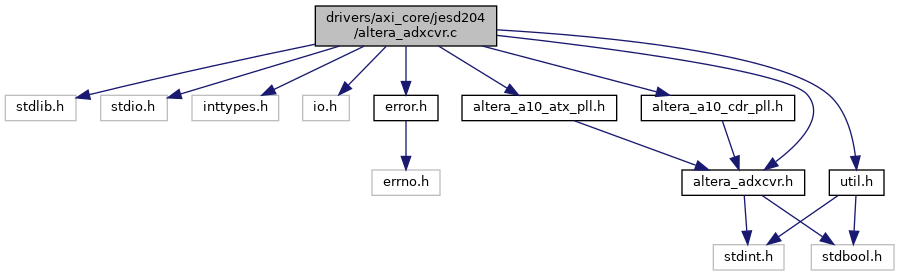 drivers/axi_core/jesd204
/altera_adxcvr.c
stdlib.h
stdio.h
inttypes.h
io.h
error.h
altera_a10_atx_pll.h
altera_a10_cdr_pll.h
errno.h
altera_adxcvr.h
util.h
stdint.h
stdbool.h